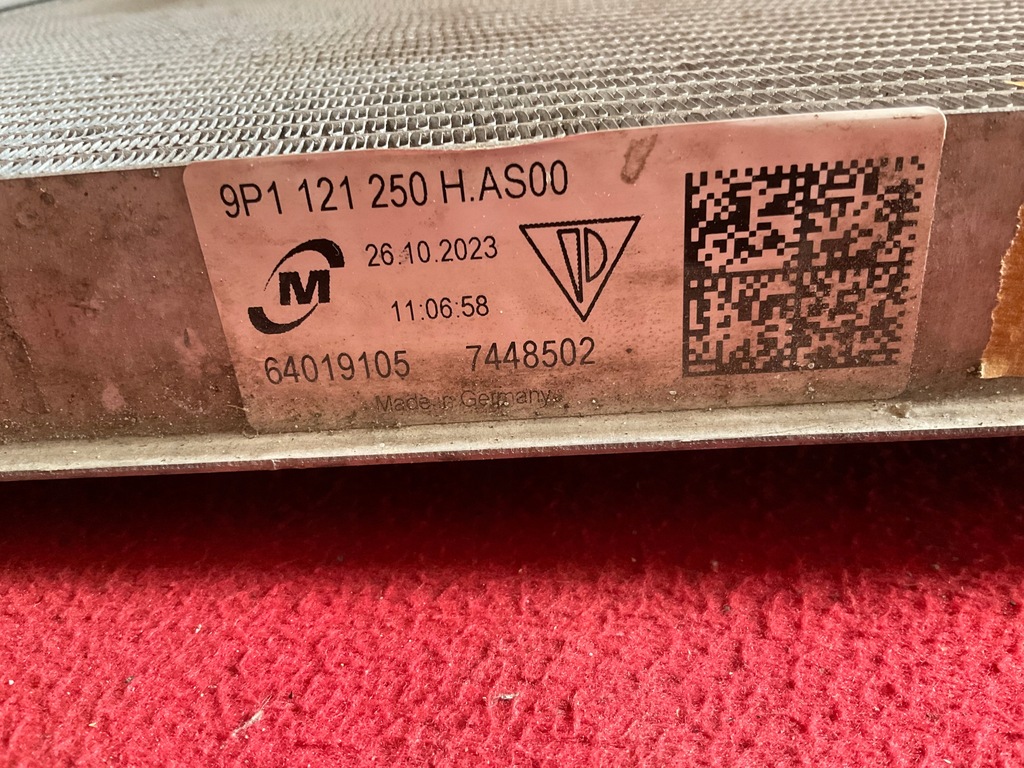 9P1 121 250 H.AS00
M
26.10.2023
11:06:58
64019105 7448502
Made in Germany